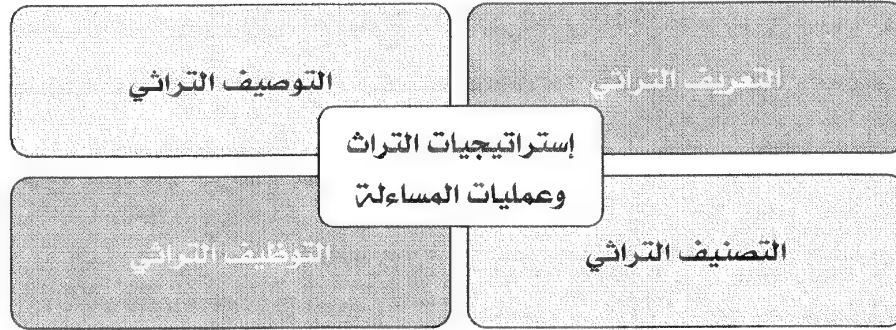 التعريف التراثي
التوصيف التراثي
إستراتيجيات التراث
وعمليات المساءلة
التصنيف التراثي
التوظيف التراثي